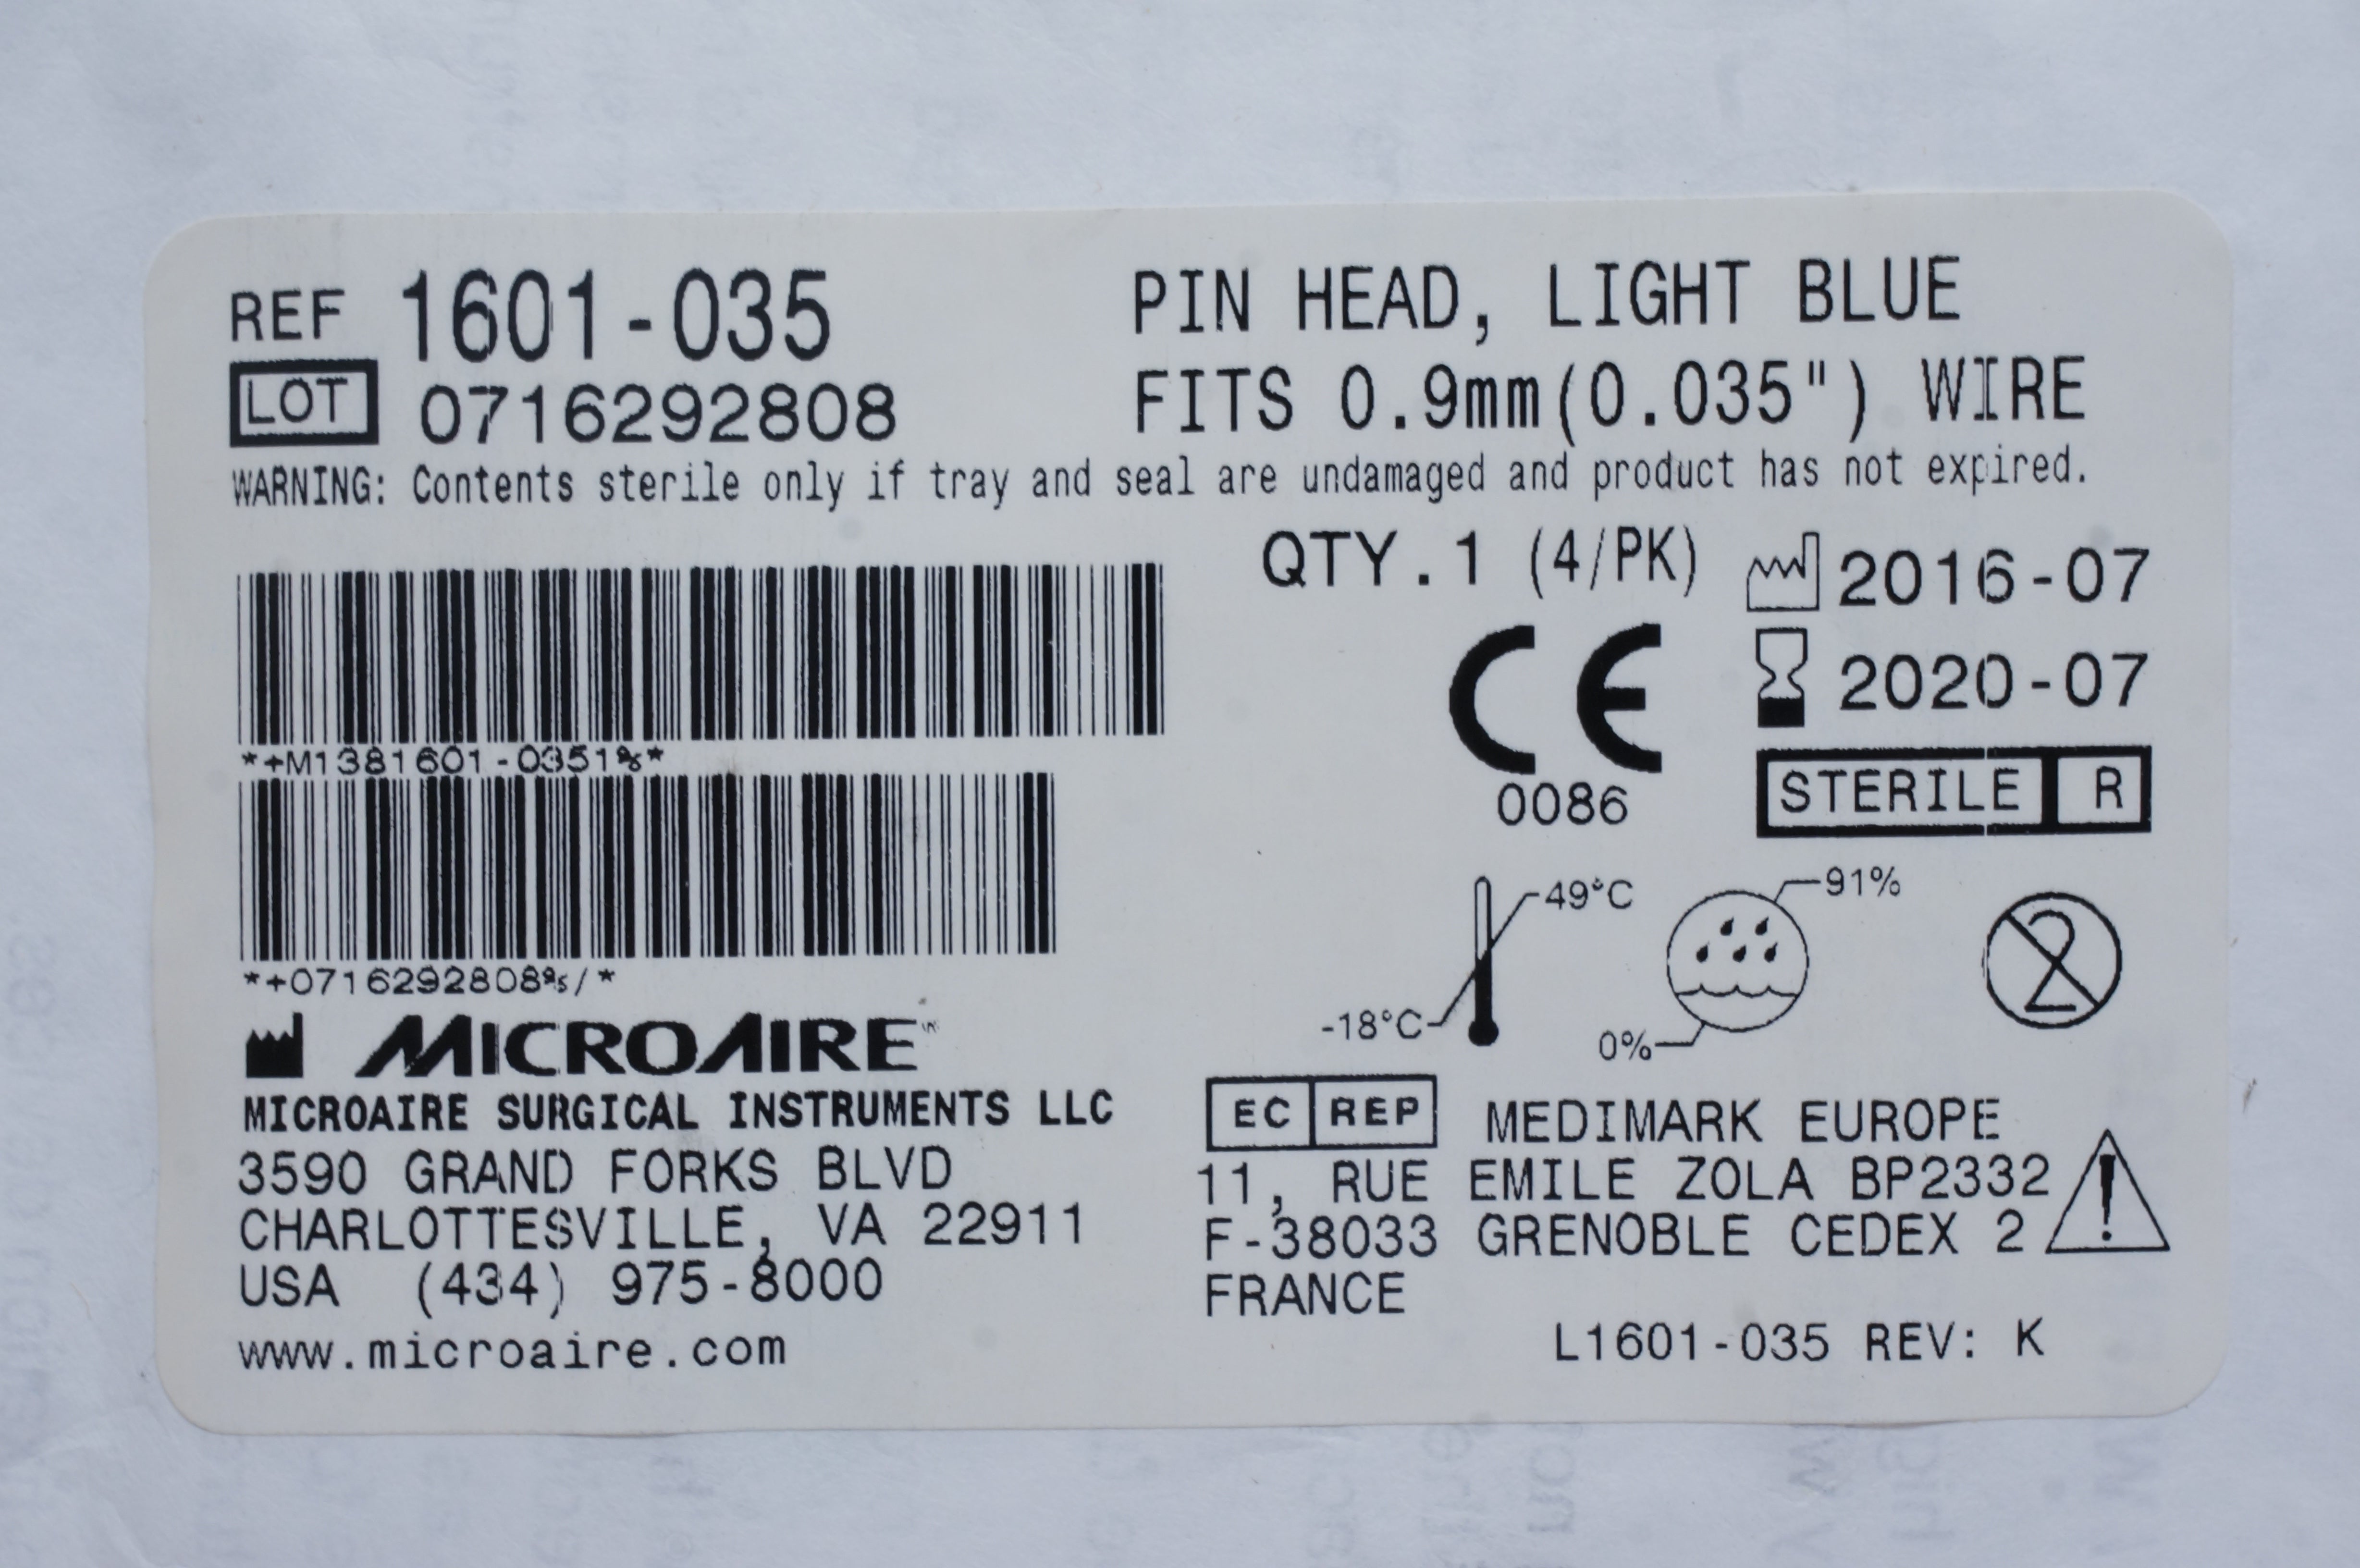 REF 1601-035
LOT 0716292808
PIN HEAD, LIGHT BLUE
FITS 0.9mm(0.035") WIRE
WARNING: Contents sterile only if tray and seal are undamaged and product has not expired.
QTY.1 (4/PK)
2016-07
2020-07
CE
0086
STERILE R
*+M1381601-0351%*
*+0716292808%/*
49°C
-18°C
91%
0%
2
MICROAIRE
MICROAIRE SURGICAL INSTRUMENTS LLC
3590 GRAND FORKS BLVD
CHARLOTTESVILLE, VA 22911
USA (434) 975-8000
www.microaire.com
EC REP MEDIMARK EUROPE
11, RUE EMILE ZOLA BP2332
F-38033 GRENOBLE CEDEX 2
FRANCE
!
L1601-035 REV: K